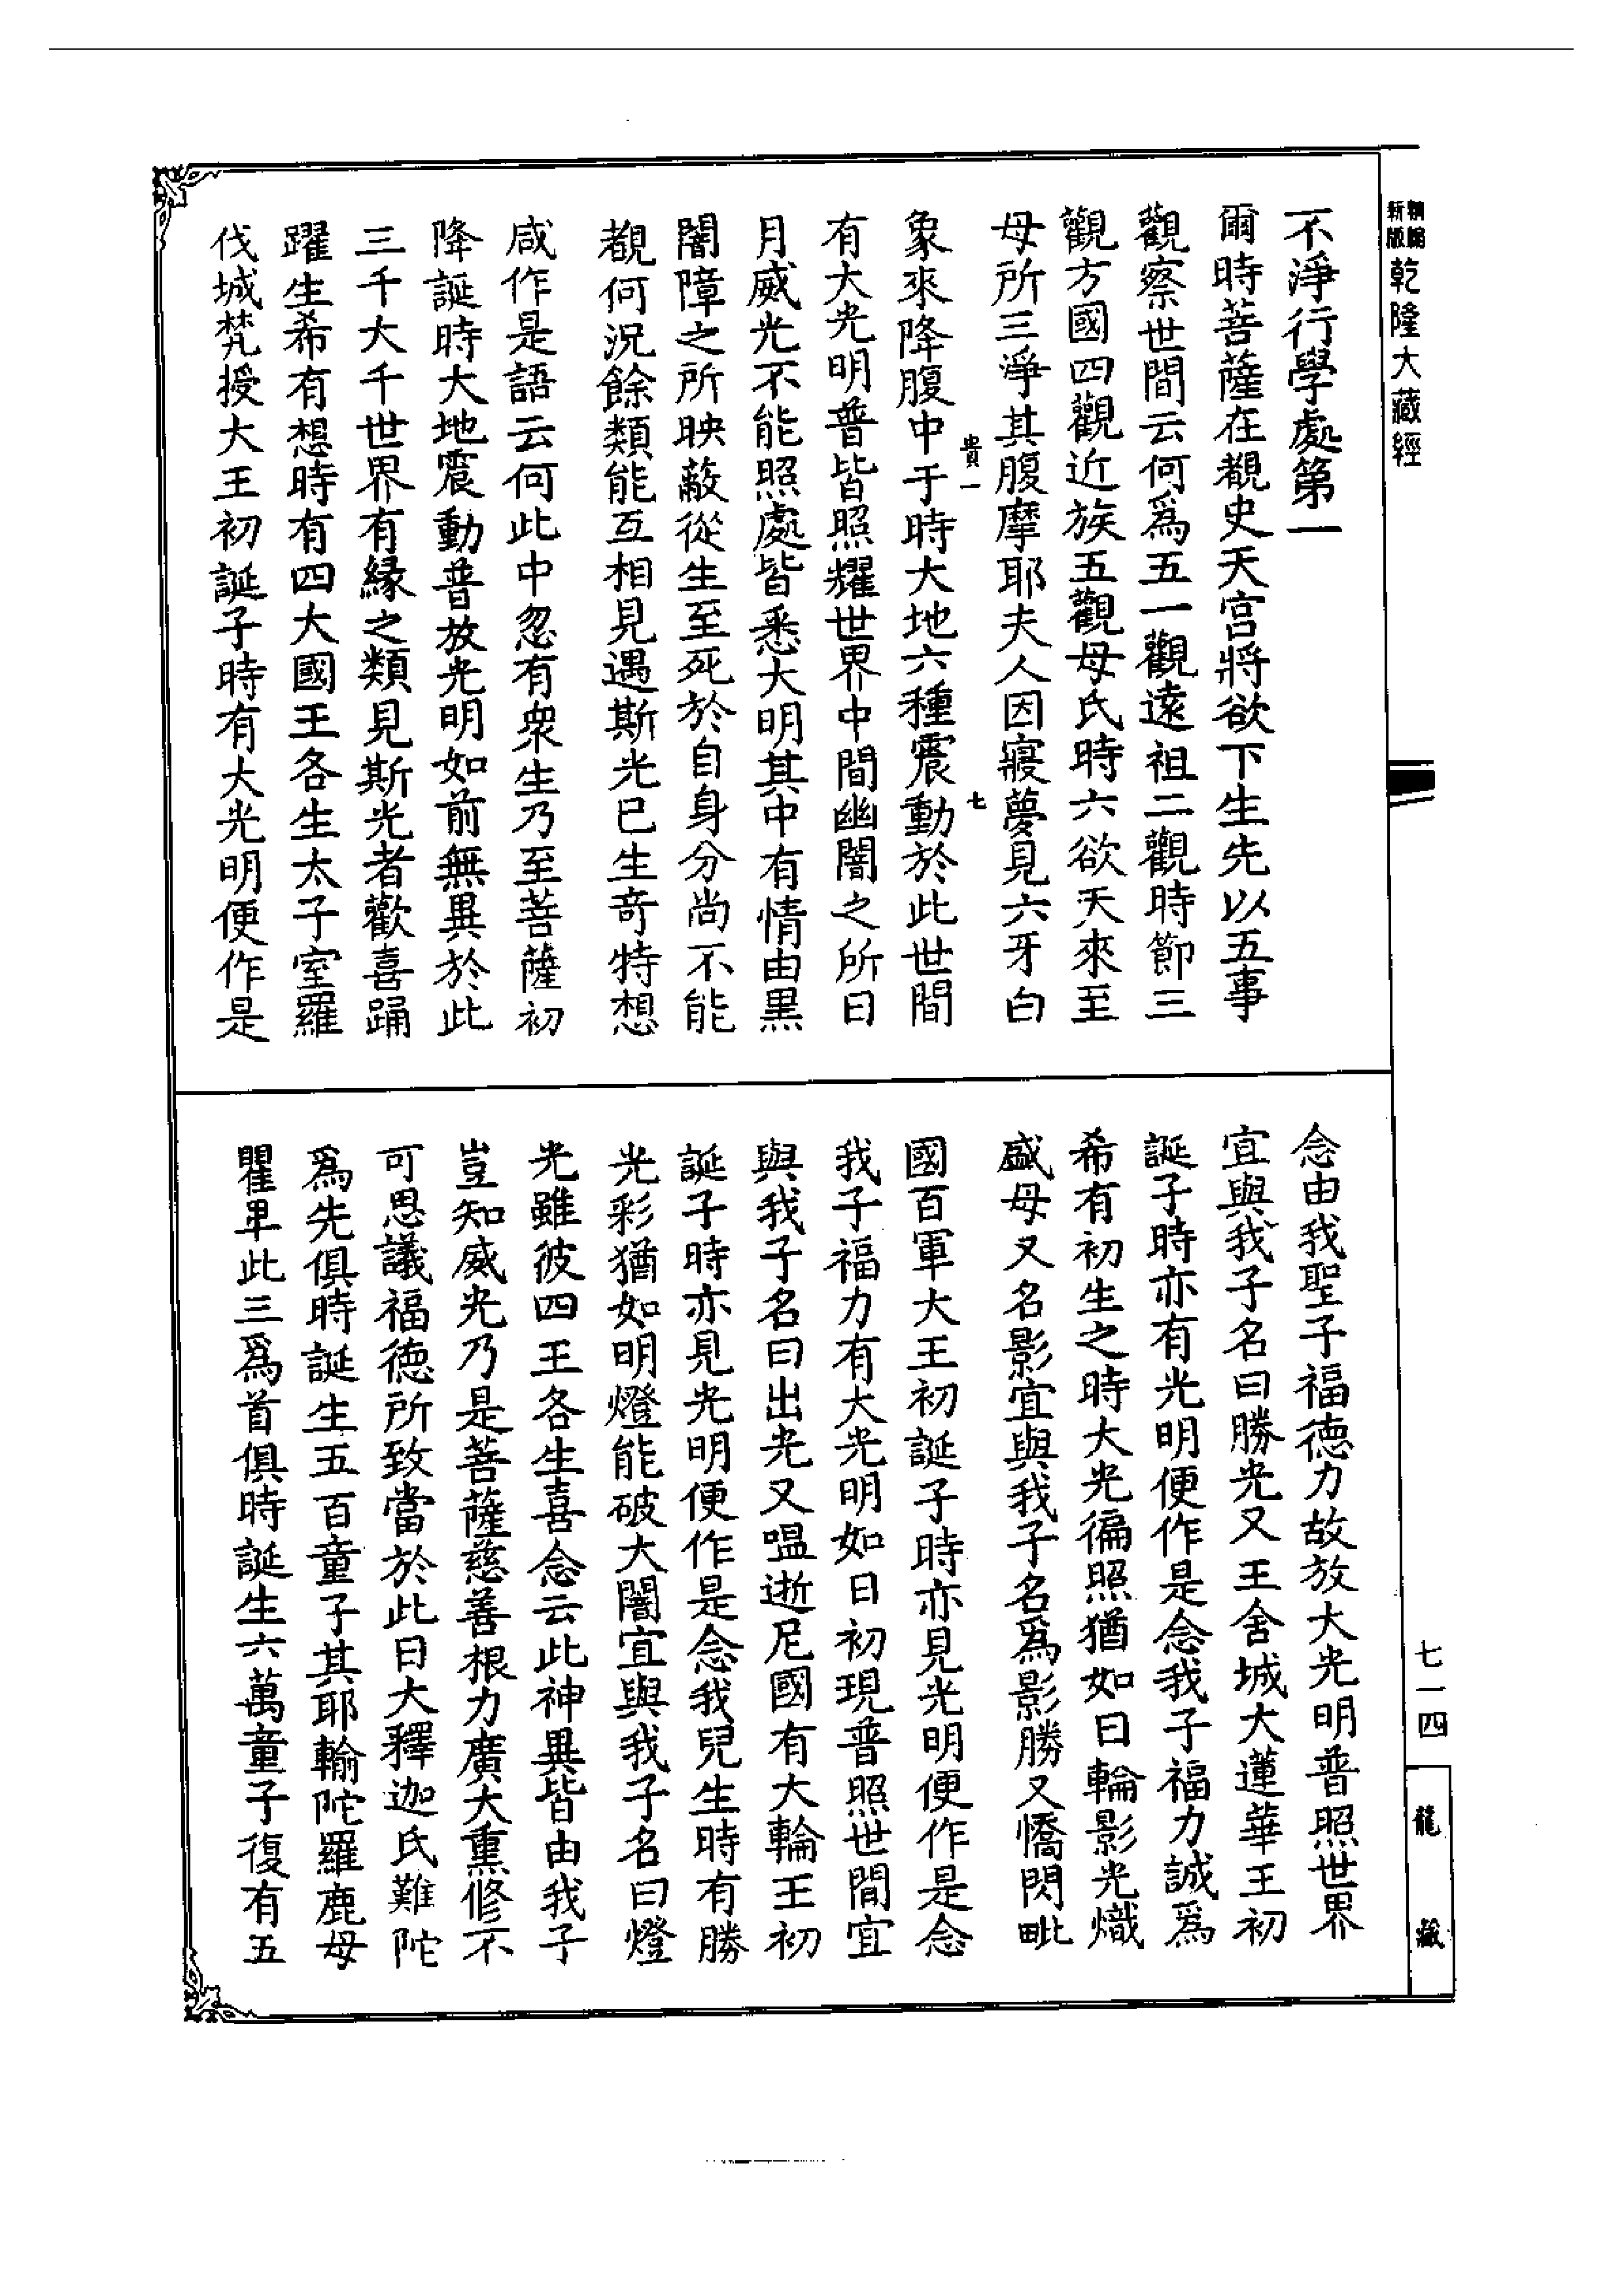 新版
乾隆大藏經
不淨行學處第一
爾時菩薩在覩史天宮將欲下生先以五事
觀察世間云何爲五一觀遠祖二觀時節三
觀方國四觀近族五觀母氏時六欲天來至
母所三淨其腹摩耶夫人因寢夢見六牙白
貴一
七
象來降腹中于時大地六種震動於此世間
有大光明普皆照耀世界中間幽闇之所日
月威光不能照處皆悉大明其中有情由黑
闇障之所映蔽從生至死於自身分尚不能
覩何況餘類能互相見遇斯光已生奇特想
咸作是語云何此中忽有衆生乃至菩薩初
降誕時大地震動普放光明如前無異於此
三千大千世界有緣之類見斯光者歡喜踊
躍生希有想時有四大國王各生太子室羅
伐城梵授大王初誕子時有大光明便作是
念由我聖子福德力故放大光明普照世界
宜與我子名曰勝光又王舍城大蓮華王初
誕子時亦有光明便作是念我子福力誠爲
希有初生之時大光徧照猶如日輪影光熾
盛母又名影宜與我子名爲影勝又憍閃毗
國百軍大王初誕子時亦見光明便作是念
我子福力有大光明如日初現普照世間宜
與我子名曰出光又嗢逝尼國有大輪王初
誕子時亦見光明便作是念我兒生時有勝
光彩猶如明燈能破大闇宜與我子名曰燈
光雖彼四王各生喜念云此神異皆由我子
豈知威光乃是菩薩慈善根力廣大熏修不
可思議福德所致當於此日大釋迦氏難陀
爲先俱時誕生五百童子其耶輸陀羅鹿母
瞿卑此三爲首俱時誕生六萬童子復有五
七一四
龍藏